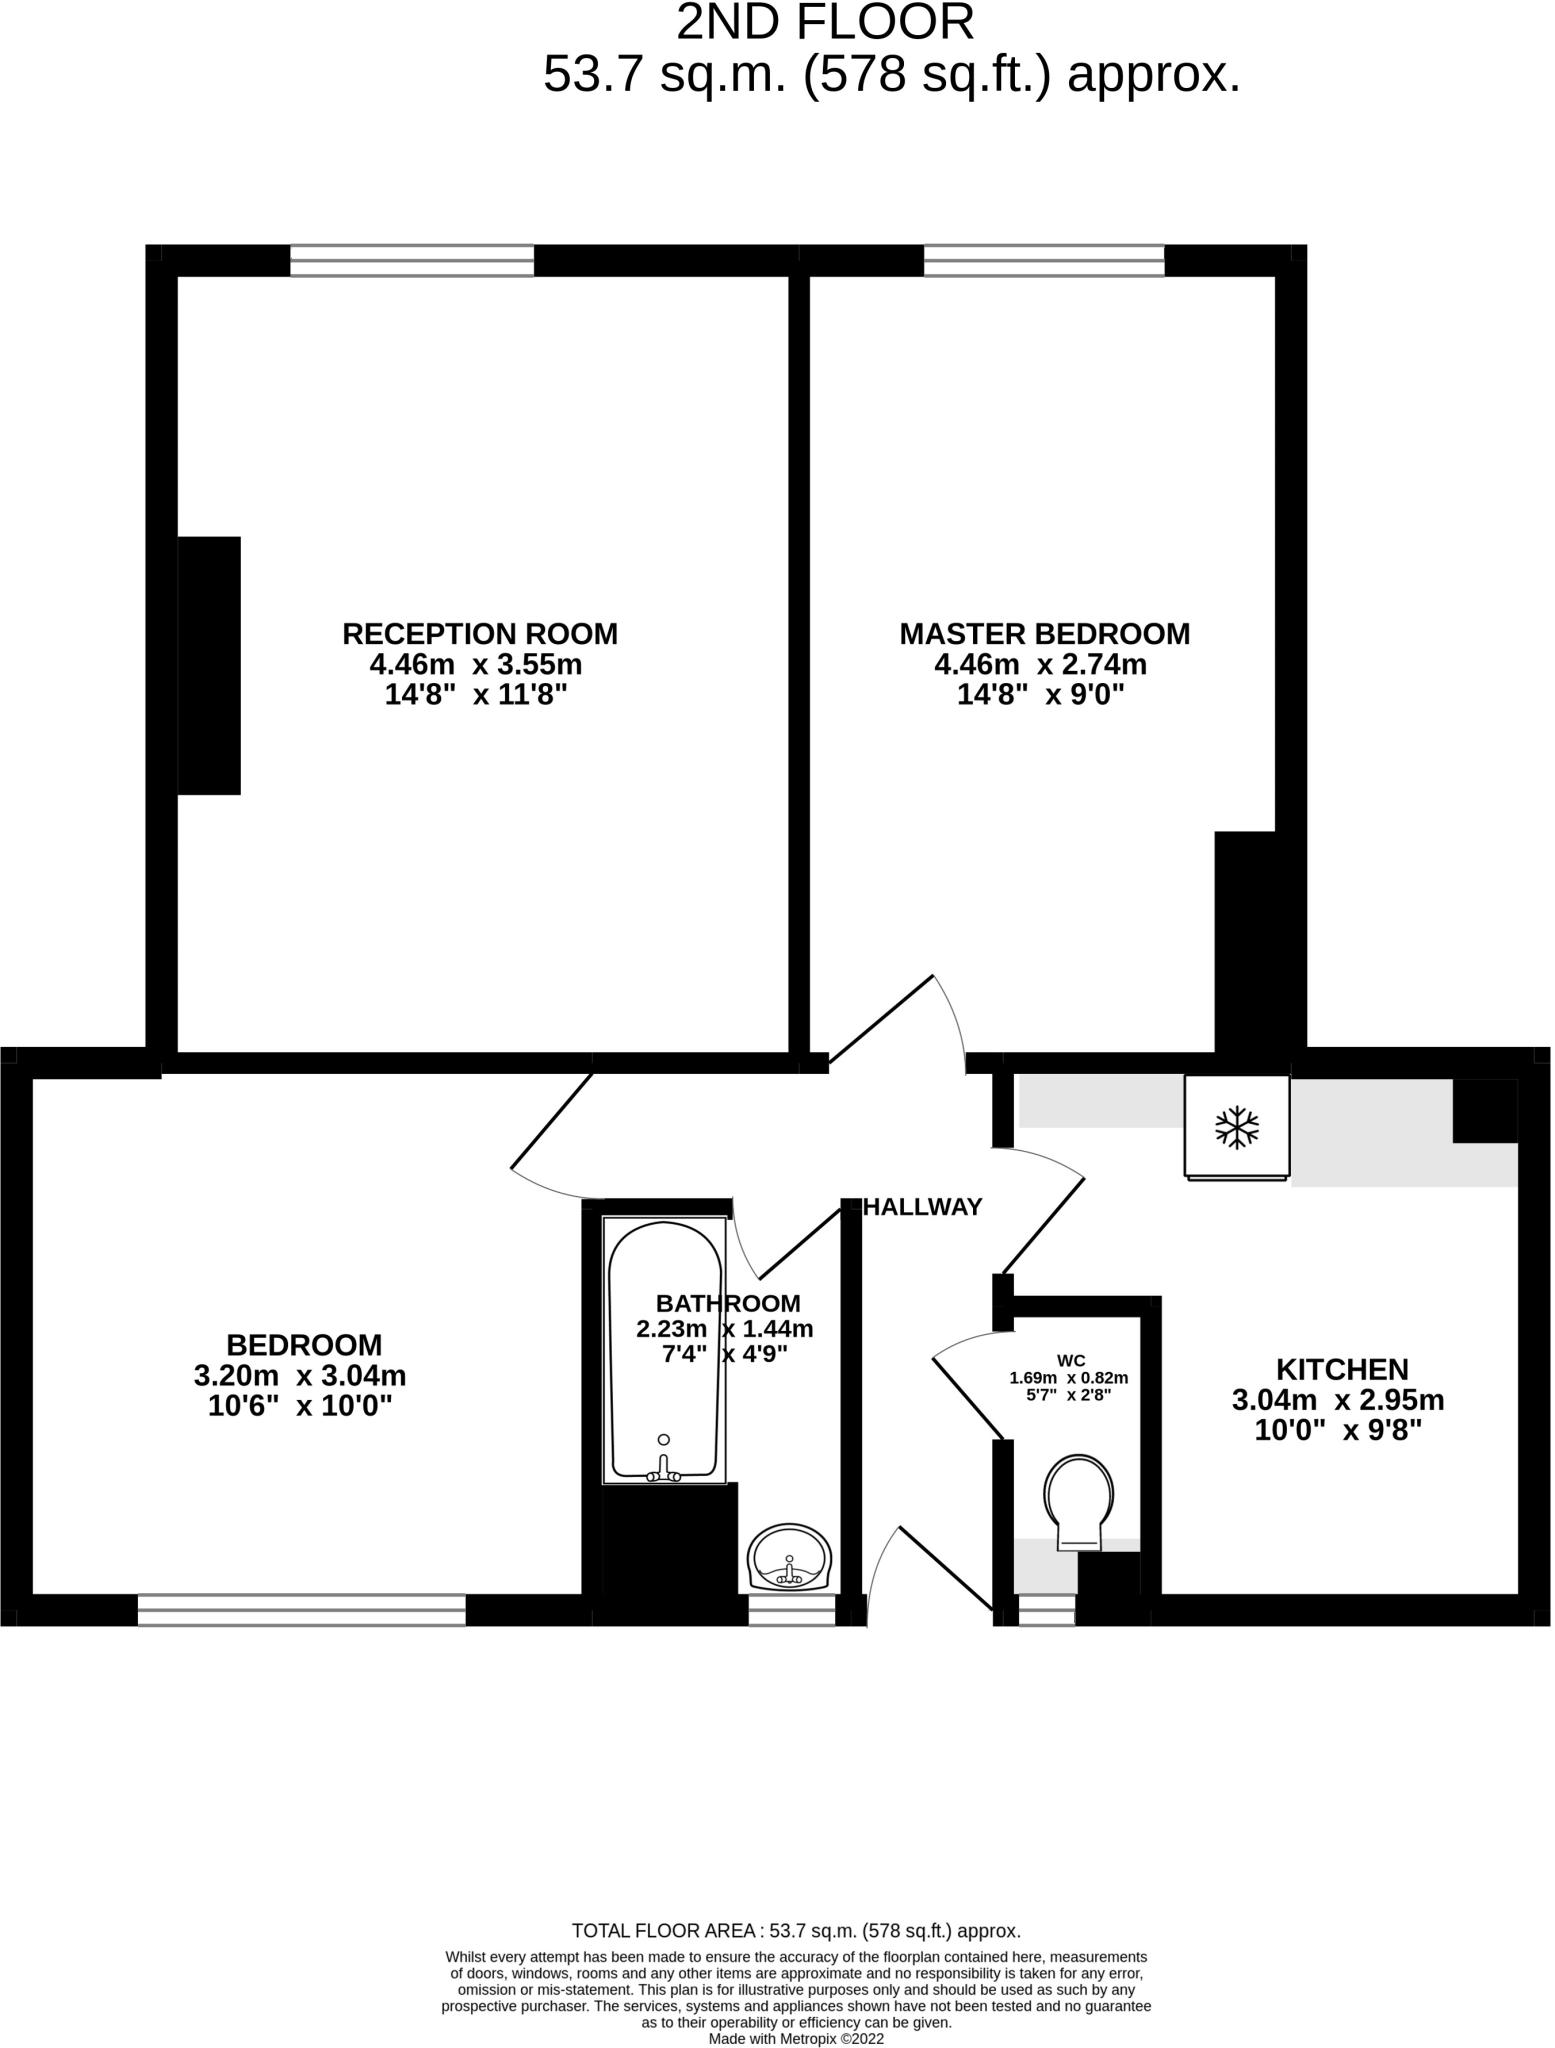 2ND FLOOR
53.7 sq.m. (578 sq.ft.) approx.
RECEPTION ROOM
4.46m x 3.55m
14'8" x 11'8"
MASTER BEDROOM
4.46m x 2.74m
14'8" x 9'0"
HALLWAY
BATHROOM
2.23m x 1.44m
7'4" x 4'9"
BEDROOM
3.20m x 3.04m
10'6" x 10'0"
WC
1.69m x 0.82m
5'7" x 2'8"
KITCHEN
3.04m x 2.95m
10'0" x 9'8"
TOTAL FLOOR AREA : 53.7 sq.m. (578 sq.ft.) approx.
Whilst every attempt has been made to ensure the accuracy of the floorplan contained here, measurements
of doors, windows, rooms and any other items are approximate and no responsibility is taken for any error,
omission or mis-statement. This plan is for illustrative purposes only and should be used as such by any
prospective purchaser. The services, systems and appliances shown have not been tested and no guarantee
as to their operability or efficiency can be given.
Made with Metropix ©2022